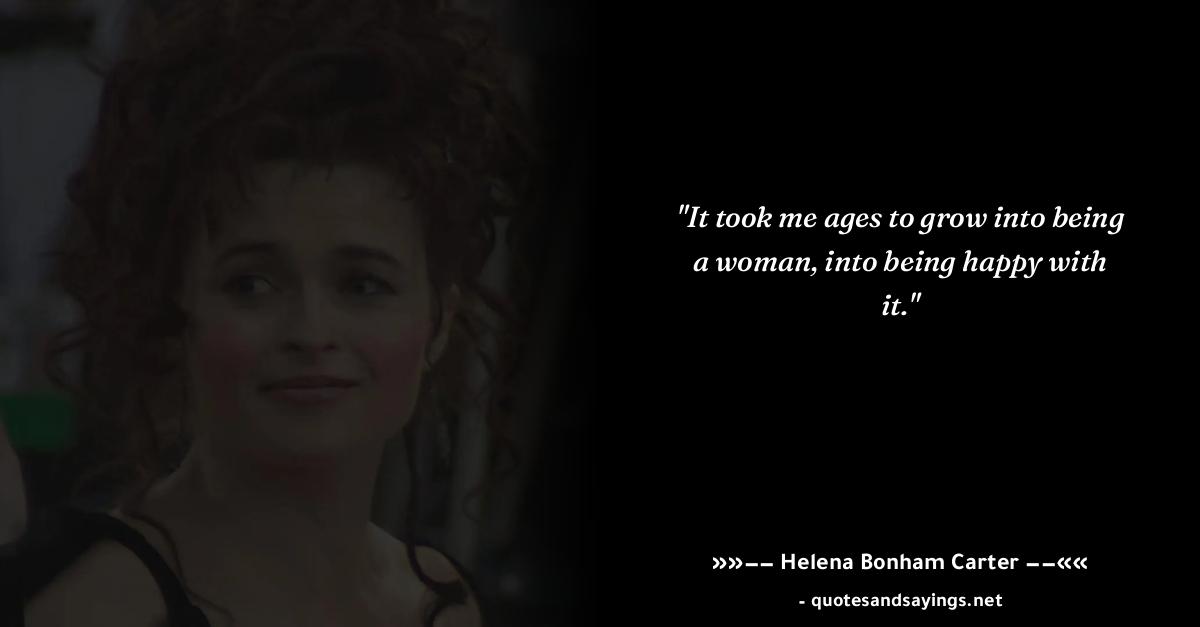 "It took me ages to grow into being
a woman, into being happy with
it."
»»–– Helena Bonham Carter ––««
- quotesandsayings.net